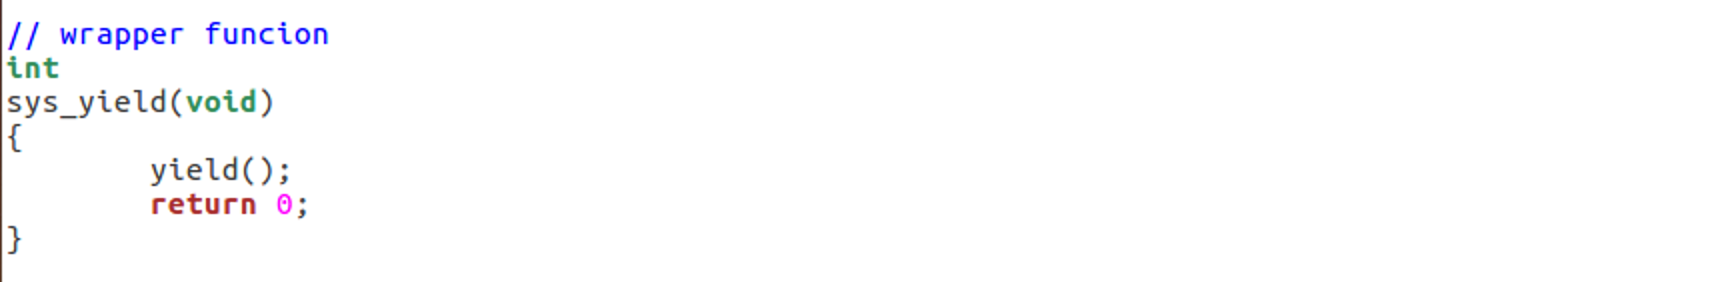 // wrapper funcion
int
sys_yield(void)
{
        yield();
        return 0;
}